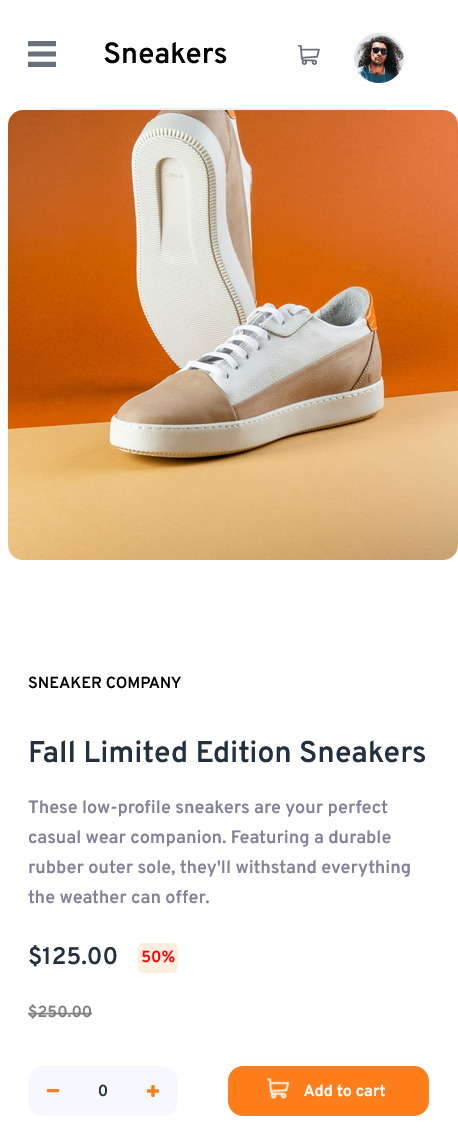 Sneakers
SNEAKER COMPANY
Fall Limited Edition Sneakers
These low-profile sneakers are your perfect
casual wear companion. Featuring a durable
rubber outer sole, they'll withstand everything
the weather can offer.
$125.00 50%
$250.00
0 Add to cart